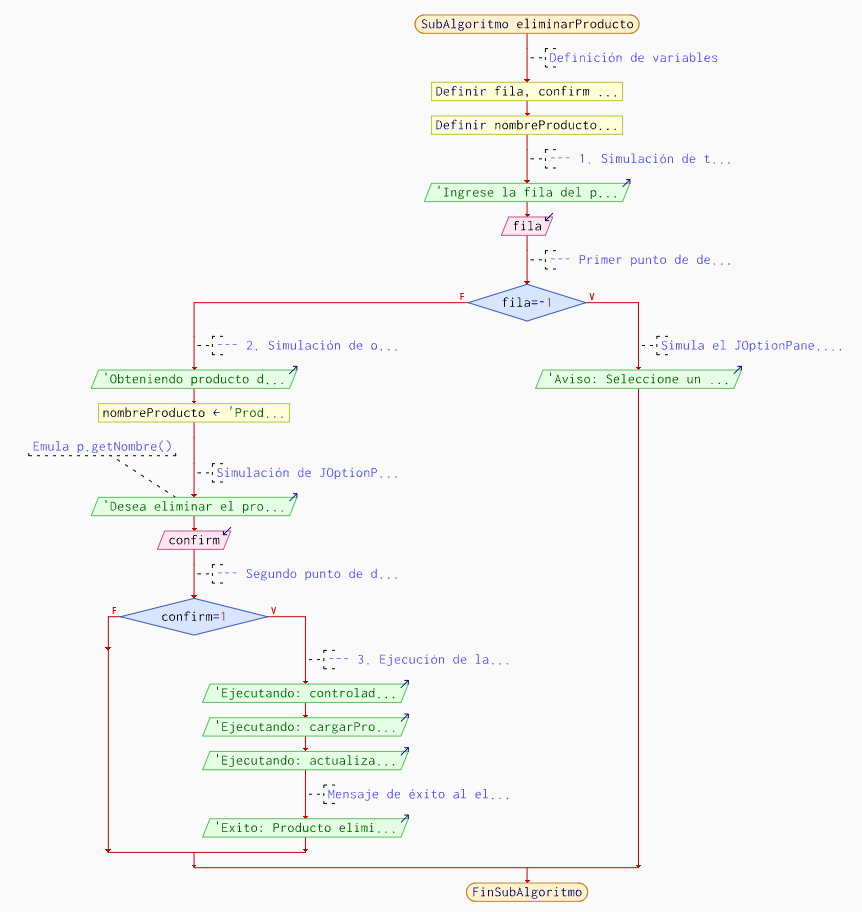 SubAlgoritmo eliminarProducto
Definición de variables
Definir fila, confirm ...
Definir nombreProducto...
--- 1. Simulación de t...
'Ingrese la fila del p...
fila
--- Primer punto de de...
fila=-1
F
V
--- 2. Simulación de o...
Simula el JOptionPane....
'Obteniendo producto d...
'Aviso: Seleccione un ...
nombreProducto ← 'Prod...
Emula p.getNombre()
Simulación de JOptionP...
'Desea eliminar el pro...
confirm
--- Segundo punto de d...
confirm=1
F
V
--- 3. Ejecución de la...
'Ejecutando: controlad...
'Ejecutando: cargarPro...
'Ejecutando: actualiza...
Mensaje de éxito al el...
'Exito: Producto elimi...
FinSubAlgoritmo